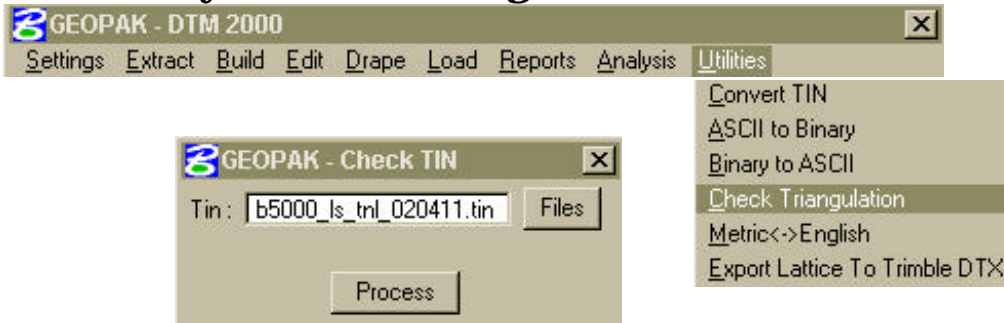 GEOPAK - DTM 2000
Settings Extract Build Edit Drape Load Reports Analysis Utilities
Convert TIN
ASCII to Binary
Binary to ASCII
Check Triangulation
Metric<->English
Export Lattice To Trimble DTX
GEOPAK - Check TIN
Tin : b5000_ls_tnl_020411.tin Files
Process